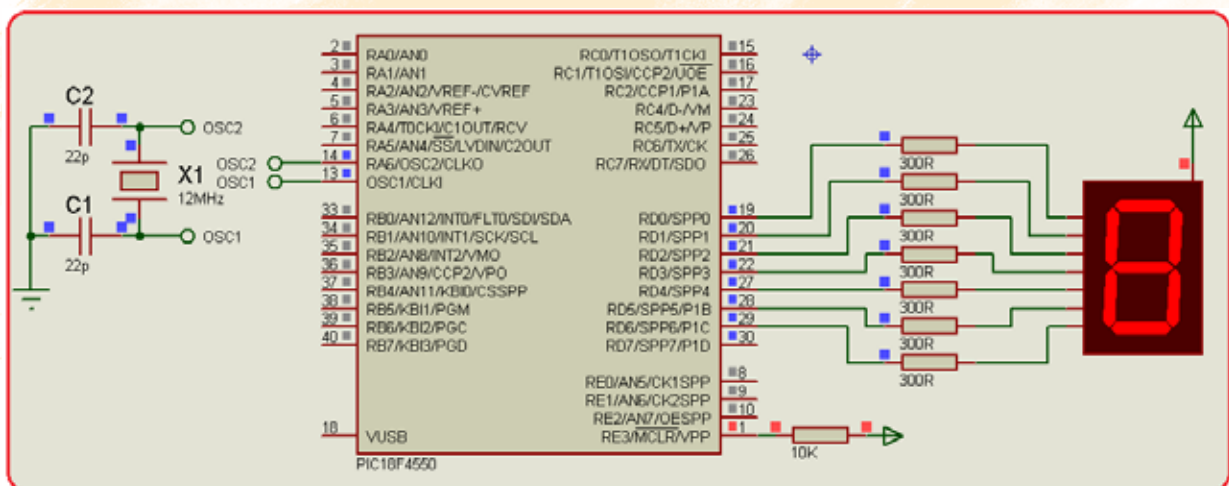 C2
22p
OSC2
X1
12MHz
C1
22p
OSC1
OSC2
OSC1
2 RA0/AN0
3 RA1/AN1
4 RA2/AN2/VREF-/CVREF
5 RA3/AN3/VREF+
6 RA4/T0CKI/C1OUT/RCV
7 RA5/AN4/SS/LVDIN/C2OUT
14 RA6/OSC2/CLKO
13 OSC1/CLKI
33 RB0/AN12/INT0/FLT0/SDI/SDA
34 RB1/AN10/INT1/SCK/SCL
35 RB2/AN8/INT2/VMO
36 RB3/AN9/CCP2/VPO
37 RB4/AN11/KBI0/CSSPP
38 RB5/KBI1/PGM
39 RB6/KBI2/PGC
40 RB7/KBI3/PGD
18 VUSB
PIC18F4550
RC0/T1OSO/T1CKI 15
RC1/T1OSI/CCP2/UOE 16
RC2/CCP1/P1A 17
RC4/D-/VM 23
RC5/D+/VP 24
RC6/TX/CK 25
RC7/RX/DT/SDO 26
RD0/SPP0 19
RD1/SPP1 20
RD2/SPP2 21
RD3/SPP3 22
RD4/SPP4 27
RD5/SPP5/P1B 28
RD6/SPP6/P1C 29
RD7/SPP7/P1D 30
RE0/AN5/CK1SPP 8
RE1/AN6/CK2SPP 9
RE2/AN7/OESPP 10
RE3/MCLR/VPP 1
10K
300R
300R
300R
300R
300R
300R
300R
8